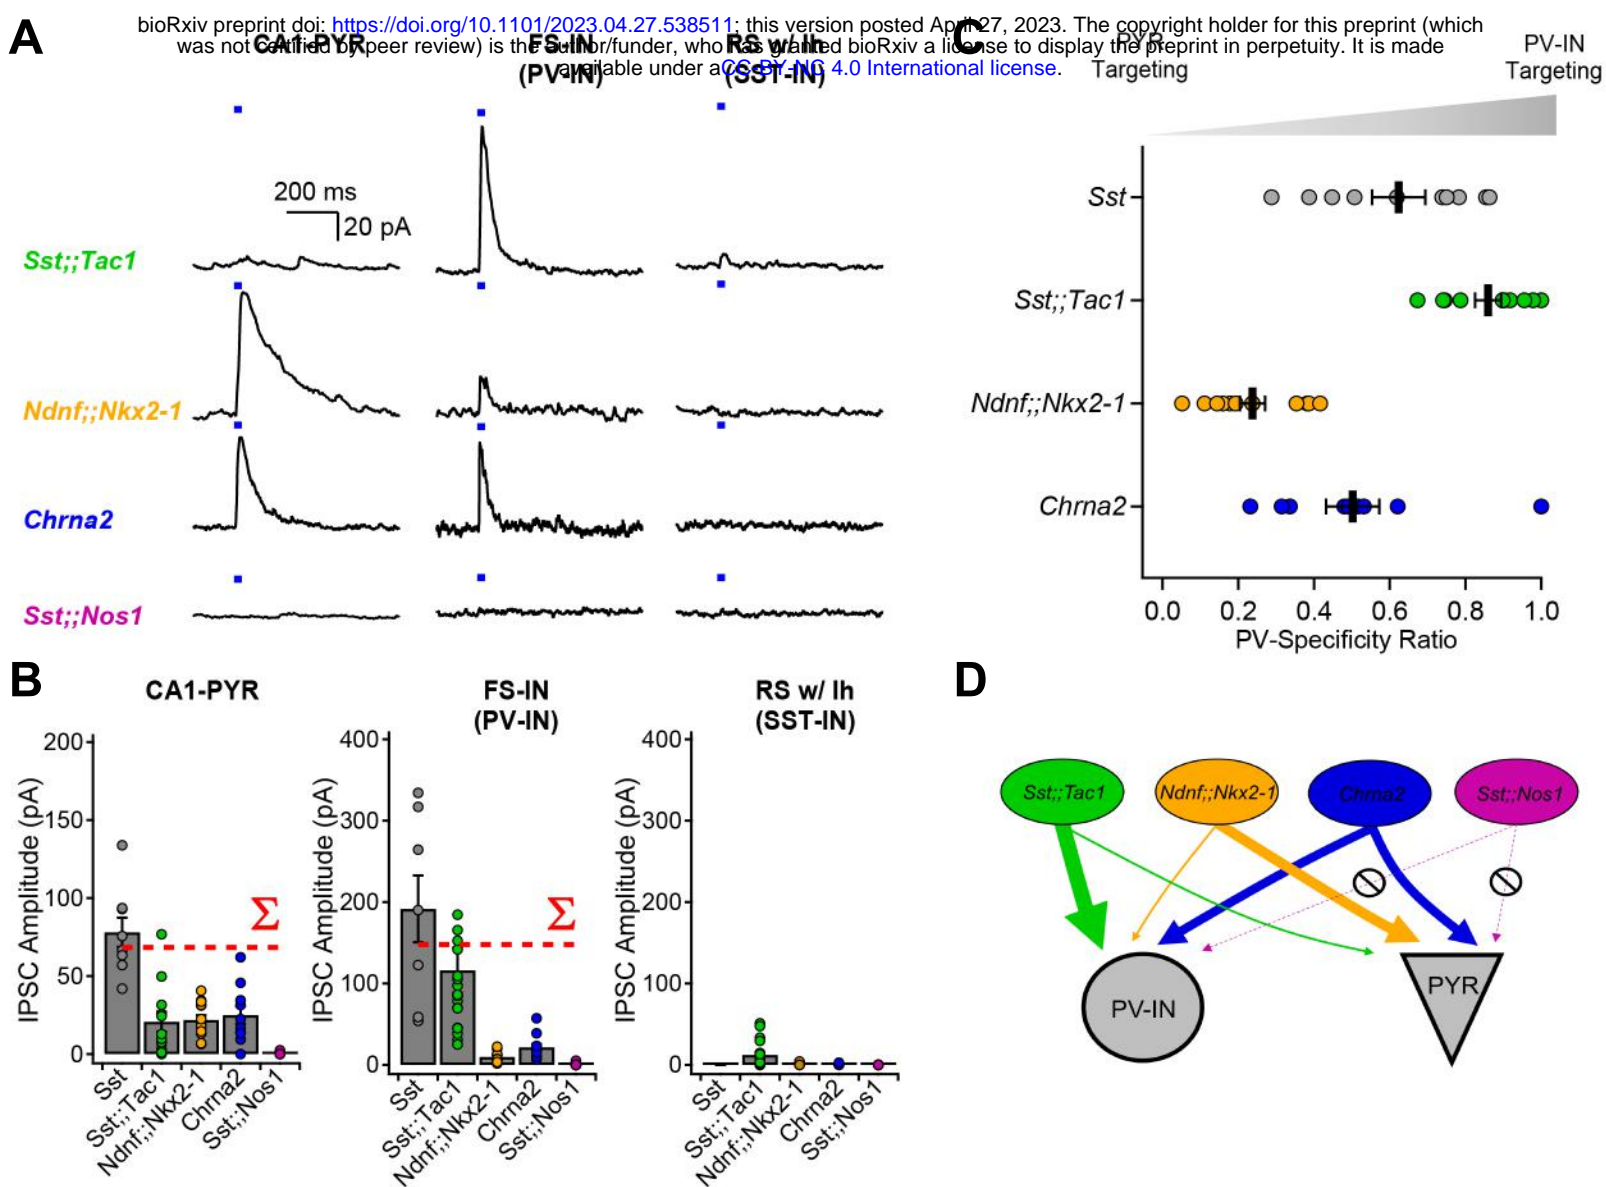 bioRxiv preprint doi: https://doi.org/10.1101/2023.04.27.538511; this version posted April 27, 2023. The copyright holder for this preprint (which
was not certified by peer review) is the author/funder, who has granted bioRxiv a license to display the preprint in perpetuity. It is made
available under aCC-BY-NC 4.0 International license.
A
CA1-PYR
FS-IN
(PV-IN)
RS w/ Ih
(SST-IN)
200 ms
20 pA
Sst;;Tac1
Ndnf;;Nkx2-1
Chrna2
Sst;;Nos1
C
PYR
Targeting
PV-IN
Targeting
Sst
Sst;;Tac1
Ndnf;;Nkx2-1
Chrna2
0.0 0.2 0.4 0.6 0.8 1.0
PV-Specificity Ratio
B
CA1-PYR
IPSC Amplitude (pA)
200
150
100
50
0
Σ
Sst
Sst;;Tac1
Ndnf;;Nkx2-1
Chrna2
Sst;;Nos1
FS-IN
(PV-IN)
IPSC Amplitude (pA)
400
300
200
100
0
Σ
Sst
Sst;;Tac1
Ndnf;;Nkx2-1
Chrna2
Sst;;Nos1
RS w/ Ih
(SST-IN)
IPSC Amplitude (pA)
400
300
200
100
0
Sst
Sst;;Tac1
Ndnf;;Nkx2-1
Chrna2
Sst;;Nos1
D
Sst;;Tac1
Ndnf;;Nkx2-1
Chrna2
Sst;;Nos1
PV-IN
PYR